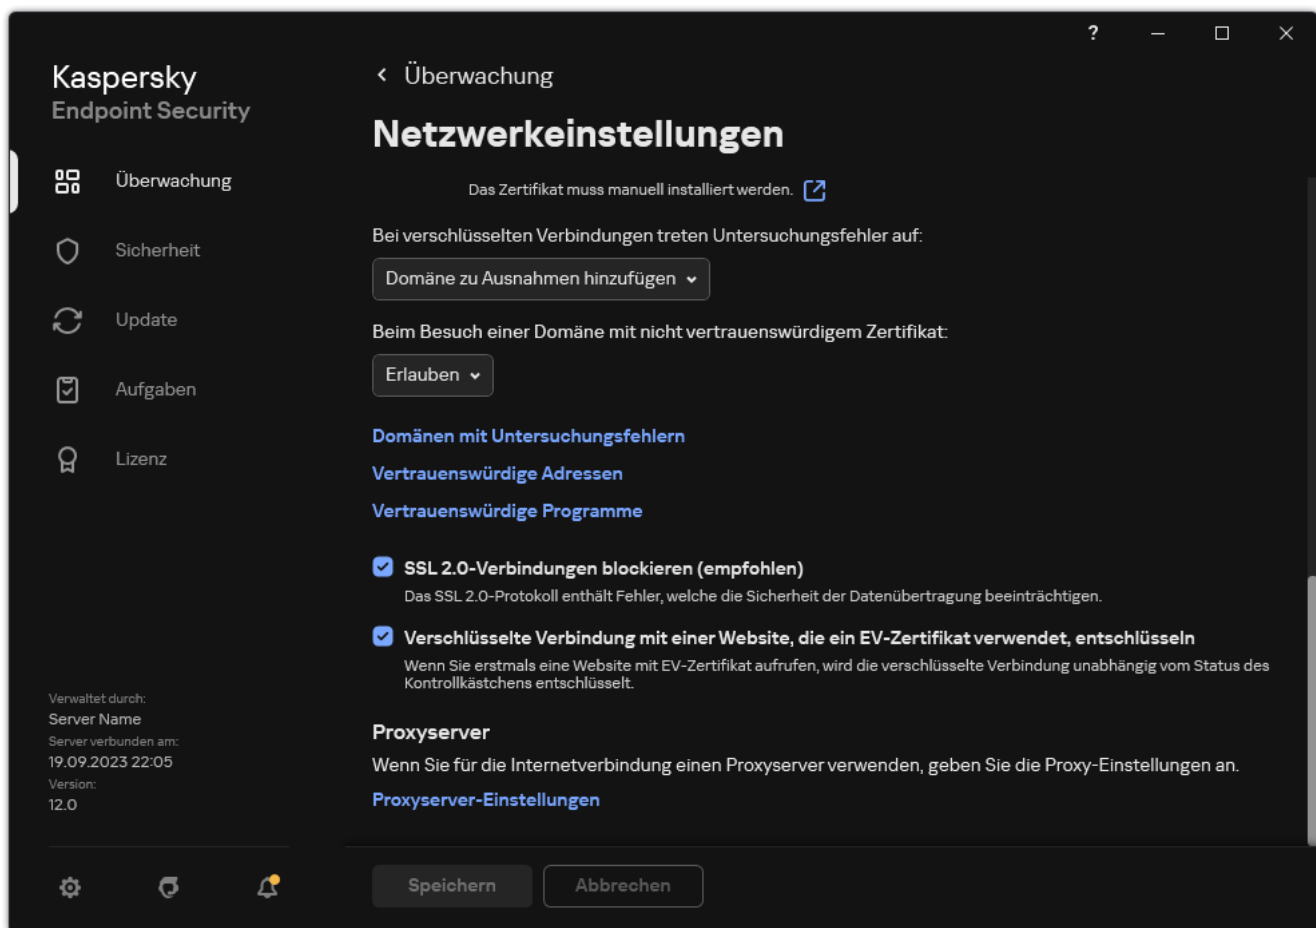 ?
Kaspersky
Endpoint Security
Überwachung
Sicherheit
Update
Aufgaben
Lizenz
Verwaltet durch:
Server Name
Server verbunden am:
19.09.2023 22:05
Version:
12.0
Überwachung
Netzwerkeinstellungen
Das Zertifikat muss manuell installiert werden.
Bei verschlüsselten Verbindungen treten Untersuchungsfehler auf:
Domäne zu Ausnahmen hinzufügen
Beim Besuch einer Domäne mit nicht vertrauenswürdigem Zertifikat:
Erlauben
Domänen mit Untersuchungsfehlern
Vertrauenswürdige Adressen
Vertrauenswürdige Programme
SSL 2.0-Verbindungen blockieren (empfohlen)
Das SSL 2.0-Protokoll enthält Fehler, welche die Sicherheit der Datenübertragung beeinträchtigen.
Verschlüsselte Verbindung mit einer Website, die ein EV-Zertifikat verwendet, entschlüsseln
Wenn Sie erstmals eine Website mit EV-Zertifikat aufrufen, wird die verschlüsselte Verbindung unabhängig vom Status des
Kontrollkästchens entschlüsselt.
Proxyserver
Wenn Sie für die Internetverbindung einen Proxyserver verwenden, geben Sie die Proxy-Einstellungen an.
Proxyserver-Einstellungen
Speichern
Abbrechen